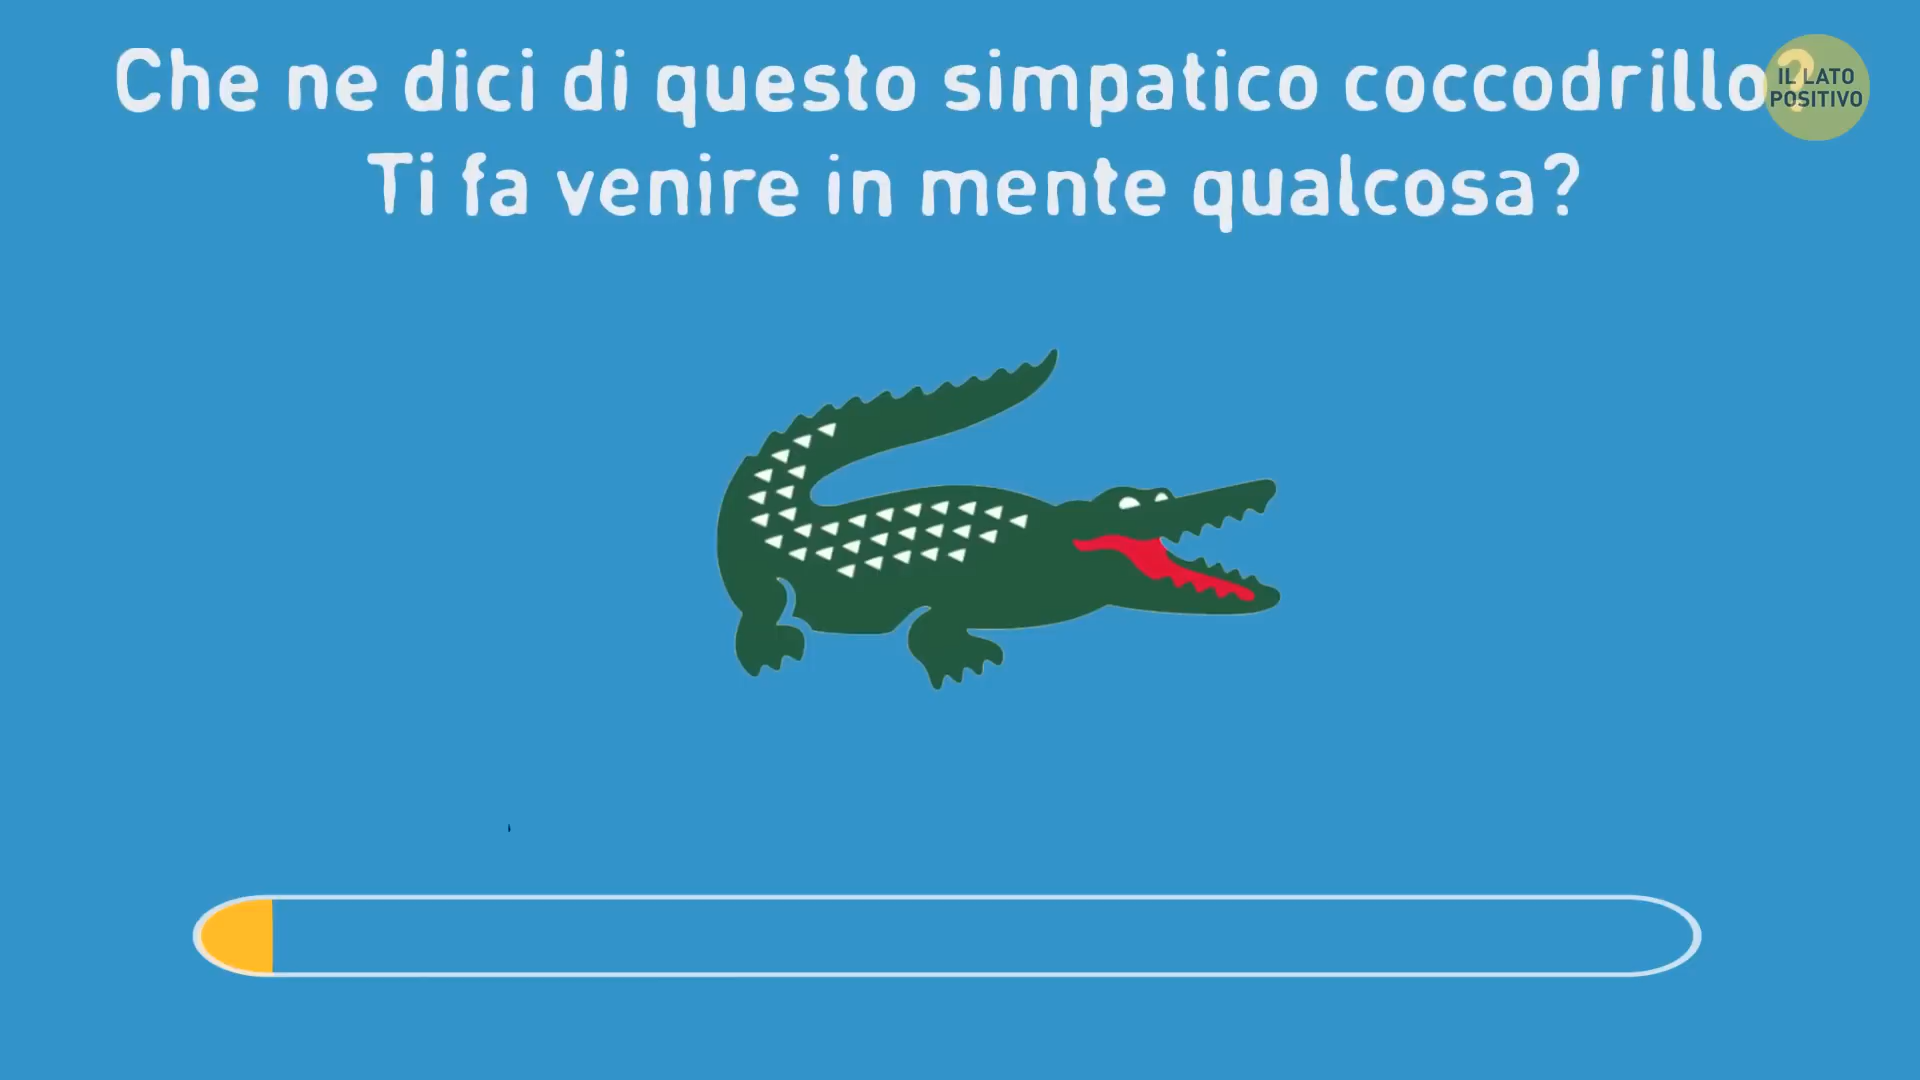 Che ne dici di questo simpatico coccodrillo?
Ti fa venire in mente qualcosa?
IL LATO
POSITIVO